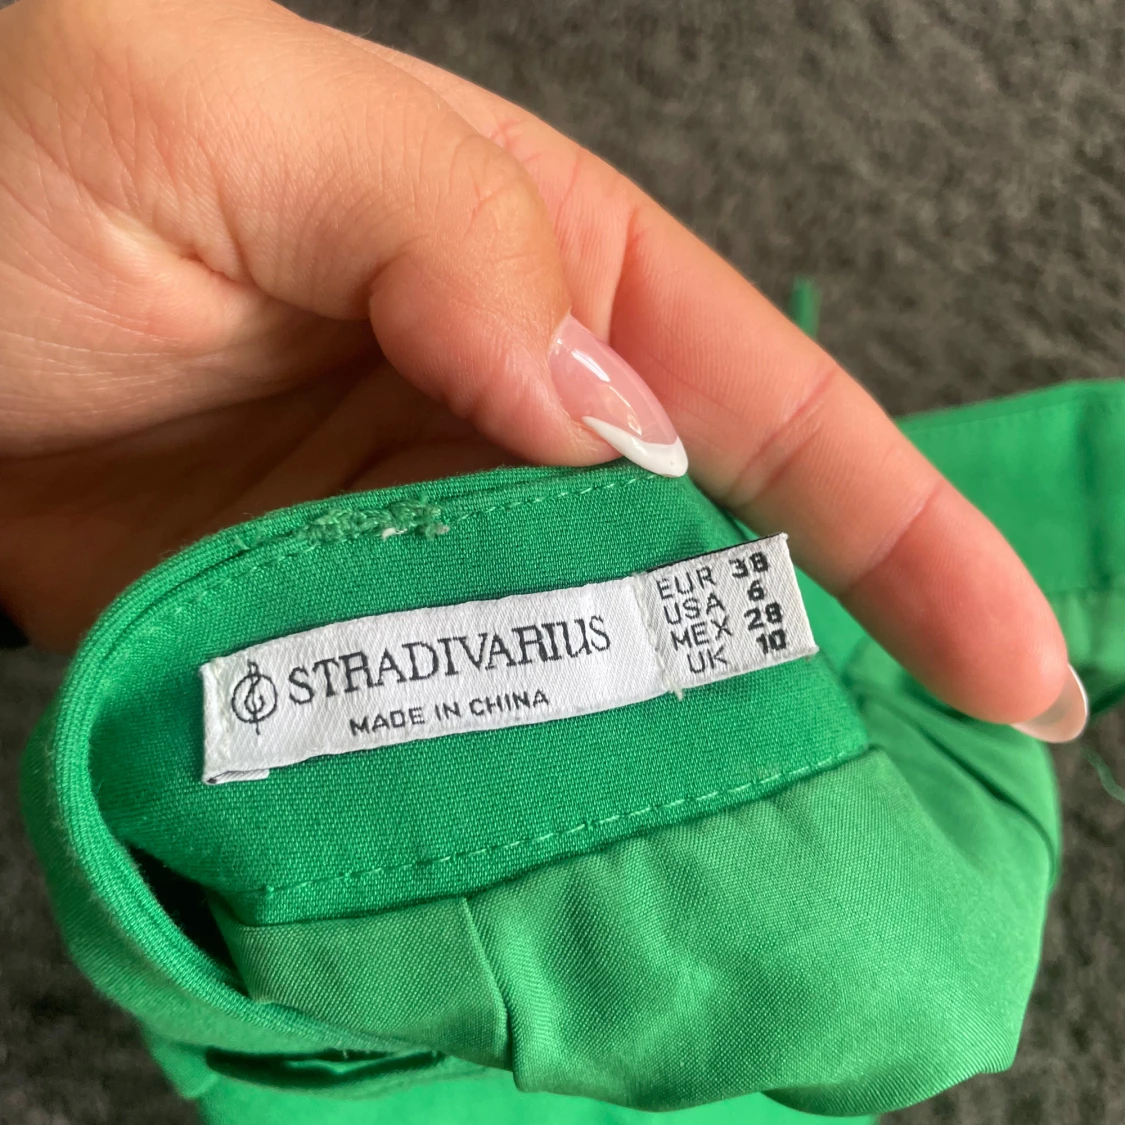 STRADIVARIUS
MADE IN CHINA
EUR 38
USA 6
MEX 28
UK 10